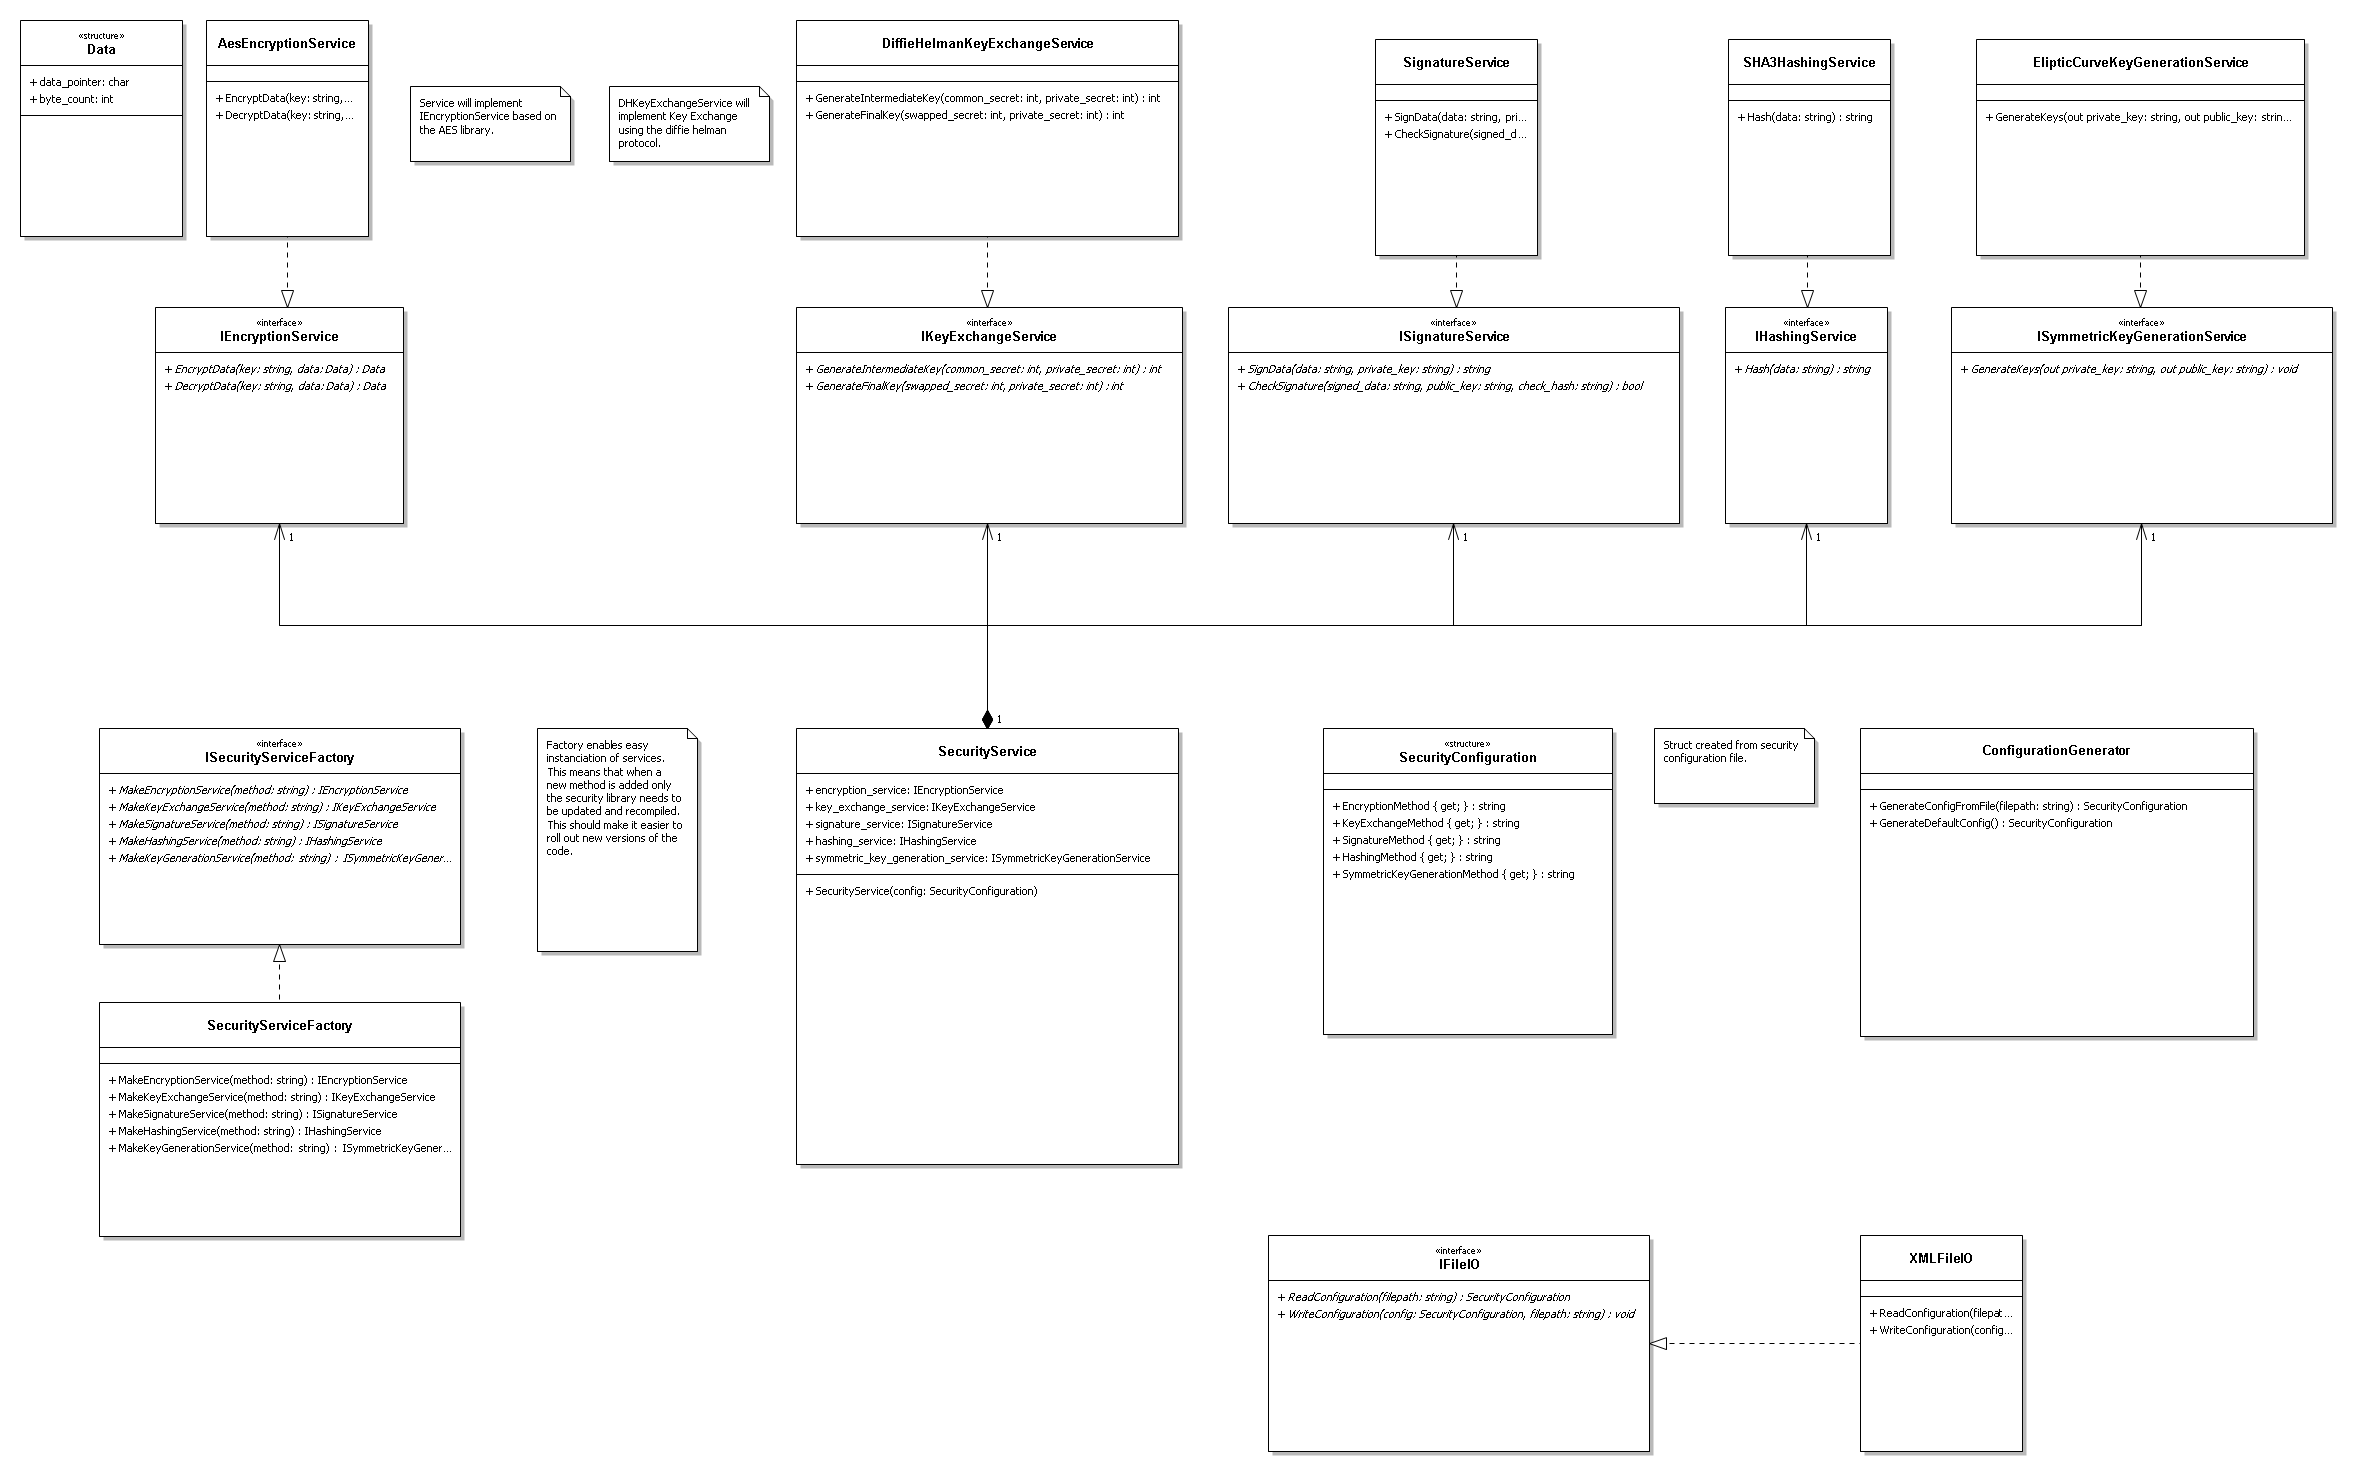 «structure»
Data
+ data_pointer: char
+ byte_count: int
AesEncryptionService
+ EncryptData(key: string,...
+ DecryptData(key: string,...
Service will implement
IEncryptionService based on
the AES library.
DHKeyExchangeService will
implement Key Exchange
using the diffie helman
protocol.
DiffieHelmanKeyExchangeService
+ GenerateIntermediateKey(common_secret: int, private_secret: int) : int
+ GenerateFinalKey(swapped_secret: int, private_secret: int) : int
SignatureService
+ SignData(data: string, pri...
+ CheckSignature(signed_d...
SHA3HashingService
+ Hash(data: string) : string
ElipticCurveKeyGenerationService
+ GenerateKeys(out private_key: string, out public_key: strin...
«interface»
IEncryptionService
+ EncryptData(key: string, data: Data) : Data
+ DecryptData(key: string, data: Data) : Data
«interface»
IKeyExchangeService
+ GenerateIntermediateKey(common_secret: int, private_secret: int) : int
+ GenerateFinalKey(swapped_secret: int, private_secret: int) : int
«interface»
ISignatureService
+ SignData(data: string, private_key: string) : string
+ CheckSignature(signed_data: string, public_key: string, check_hash: string) : bool
«interface»
IHashingService
+ Hash(data: string) : string
«interface»
ISymmetricKeyGenerationService
+ GenerateKeys(out private_key: string, out public_key: string) : void
1
1
1
1
1
1
«interface»
ISecurityServiceFactory
+ MakeEncryptionService(method: string) : IEncryptionService
+ MakeKeyExchangeService(method: string) : IKeyExchangeService
+ MakeSignatureService(method: string) : ISignatureService
+ MakeHashingService(method: string) : IHashingService
+ MakeKeyGenerationService(method: string) : ISymmetricKeyGener...
Factory enables easy
instanciation of services.
This means that when a
new method is added only
the security library needs to
be updated and recompiled.
This should make it easier to
roll out new versions of the
code.
SecurityService
+ encryption_service: IEncryptionService
+ key_exchange_service: IKeyExchangeService
+ signature_service: ISignatureService
+ hashing_service: IHashingService
+ symmetric_key_generation_service: ISymmetricKeyGenerationService
+ SecurityService(config: SecurityConfiguration)
«structure»
SecurityConfiguration
+ EncryptionMethod { get; } : string
+ KeyExchangeMethod { get; } : string
+ SignatureMethod { get; } : string
+ HashingMethod { get; } : string
+ SymmetricKeyGenerationMethod { get; } : string
Struct created from security
configuration file.
ConfigurationGenerator
+ GenerateConfigFromFile(filepath: string) : SecurityConfiguration
+ GenerateDefaultConfig() : SecurityConfiguration
SecurityServiceFactory
+ MakeEncryptionService(method: string) : IEncryptionService
+ MakeKeyExchangeService(method: string) : IKeyExchangeService
+ MakeSignatureService(method: string) : ISignatureService
+ MakeHashingService(method: string) : IHashingService
+ MakeKeyGenerationService(method: string) : ISymmetricKeyGener...
«interface»
IFileIO
+ ReadConfiguration(filepath: string) : SecurityConfiguration
+ WriteConfiguration(config: SecurityConfiguration, filepath: string) : void
XMLFileIO
+ ReadConfiguration(filepat...
+ WriteConfiguration(config...